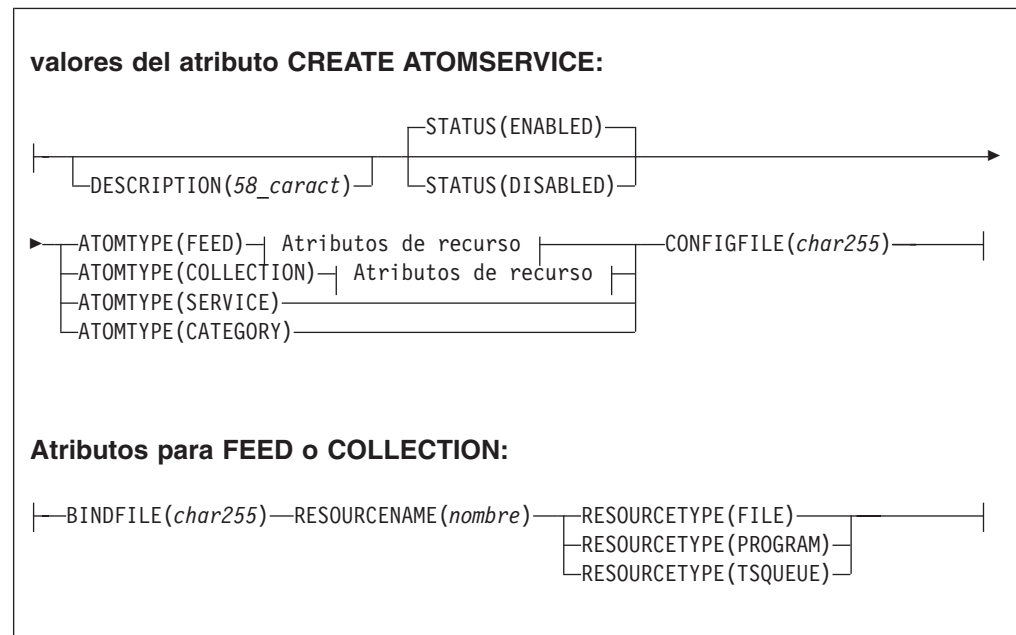 valores del atributo CREATE ATOMSERVICE:
STATUS(ENABLED)
DESCRIPTION(58_caract) STATUS(DISABLED)
ATOMTYPE(FEED) Atributos de recurso CONFIGFILE(char255)
ATOMTYPE(COLLECTION) Atributos de recurso
ATOMTYPE(SERVICE)
ATOMTYPE(CATEGORY)
Atributos para FEED o COLLECTION:
BINDFILE(char255) RESOURCENAME(nombre) RESOURCETYPE(FILE)
RESOURCETYPE(PROGRAM)
RESOURCETYPE(TSQUEUE)